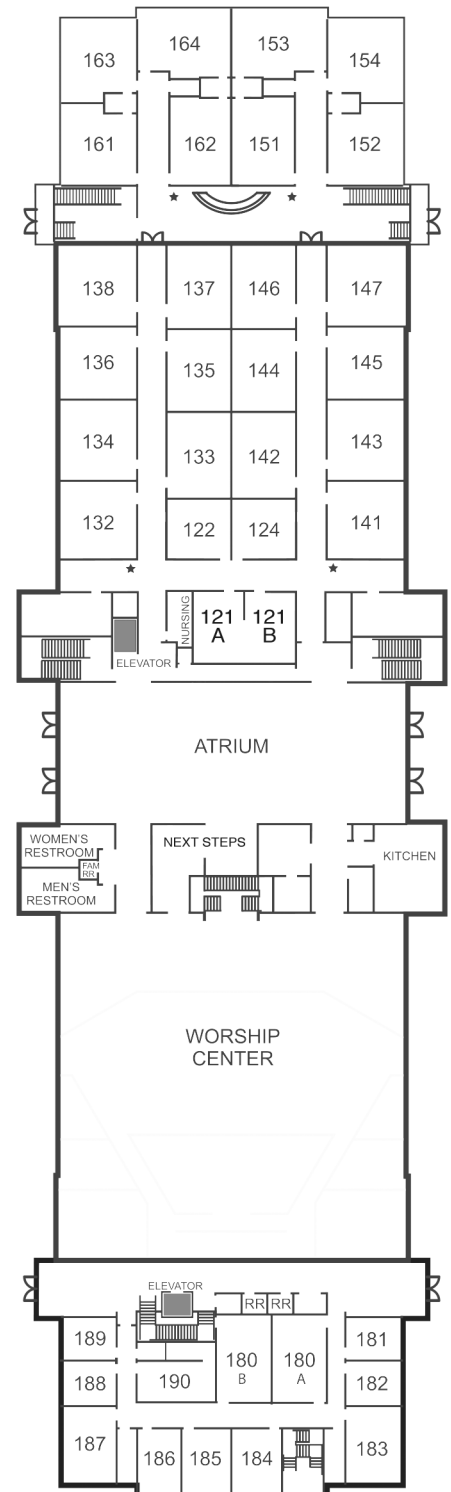 164 153
163 154
161 162 151 152
138 137 146 147
136 135 144 145
134 133 142 143
132 122 124 141
NURSING
121
A
121
B
ELEVATOR
ATRIUM
WOMEN'S
RESTROOM
FAM
RR
MEN'S
RESTROOM
NEXT STEPS
KITCHEN
WORSHIP
CENTER
ELEVATOR
RR RR
189
188
187
190
180
B
180
A
181
182
183
186 185 184